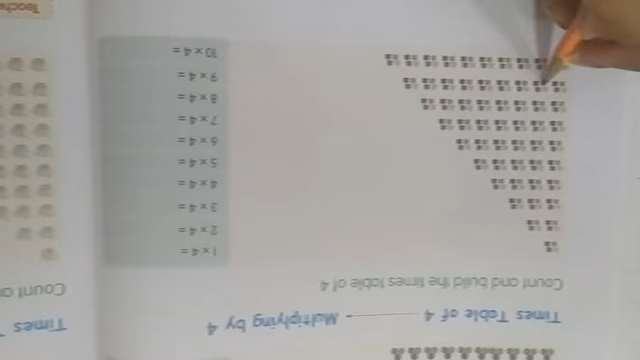 Times Table of 4 Multiplying by 4
Count and build the times table of 4
1 x 4 =
2 x 4 =
3 x 4 =
4 x 4 =
5 x 4 =
6 x 4 =
7 x 4 =
8 x 4 =
9 x 4 =
10 x 4 =
Times
Count